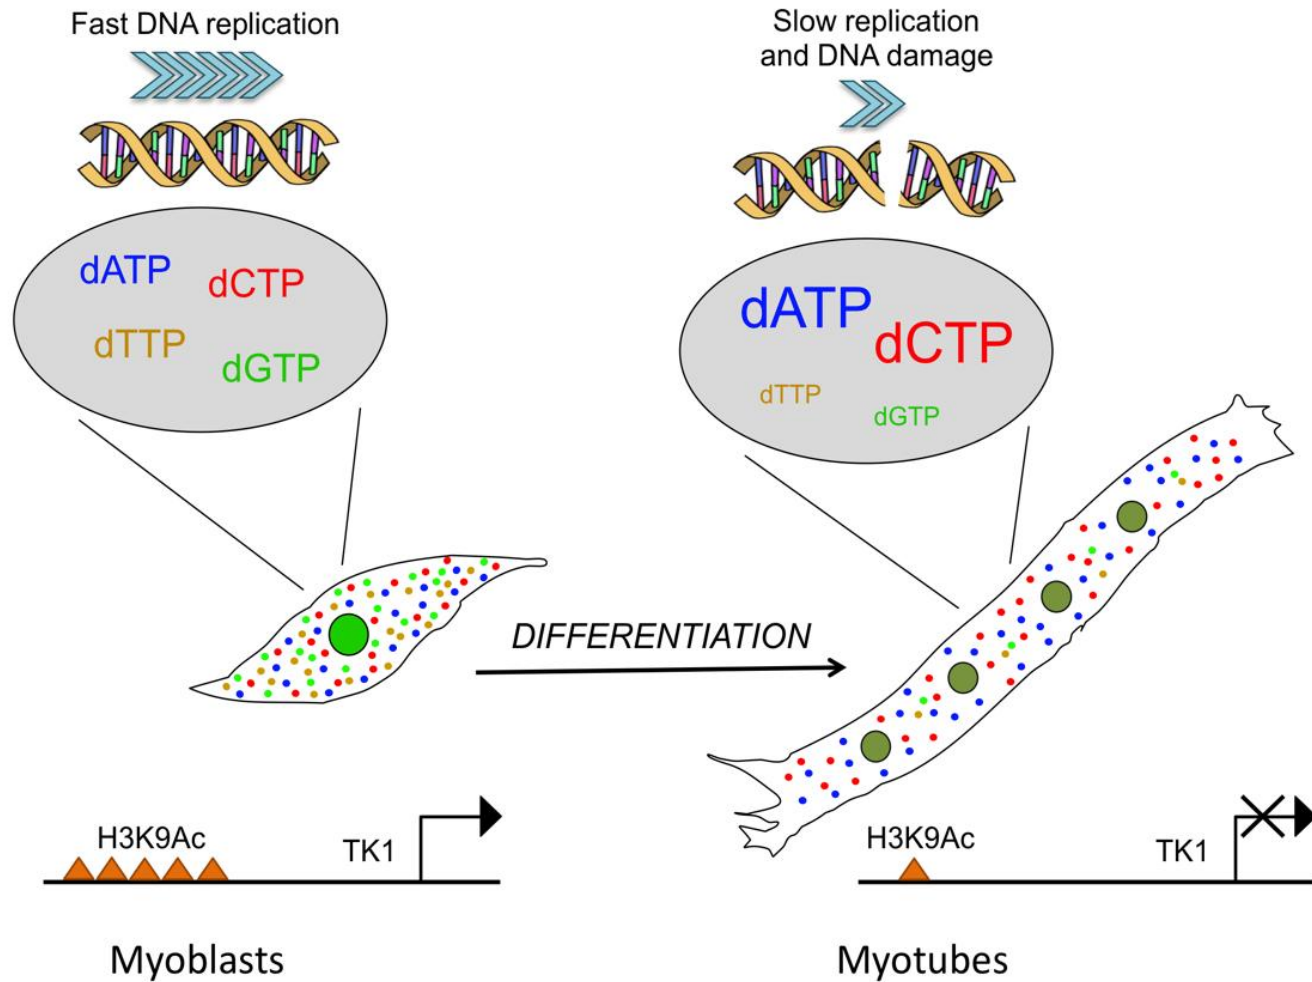 Fast DNA replication
dATP
dCTP
dTTP
dGTP
Slow replication
and DNA damage
dATP
dCTP
dTTP
dGTP
DIFFERENTIATION
H3K9Ac
TK1
Myoblasts
H3K9Ac
TK1
Myotubes